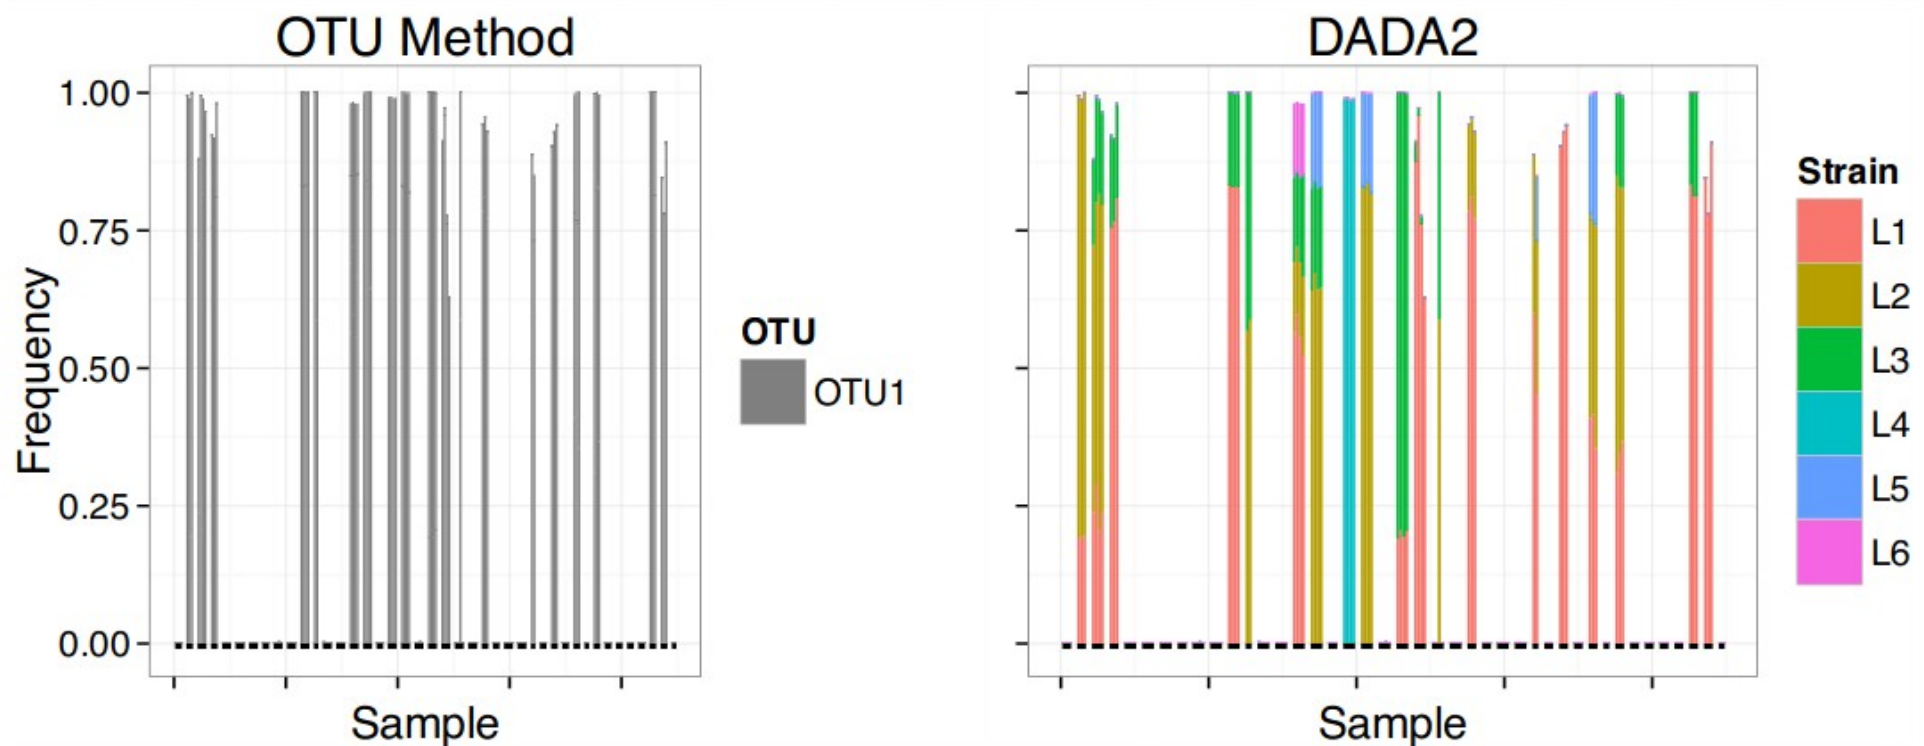 OTU Method
DADA2
Frequency
1.00
0.75
0.50
0.25
0.00
Sample
OTU
OTU1
Sample
Strain
L1
L2
L3
L4
L5
L6